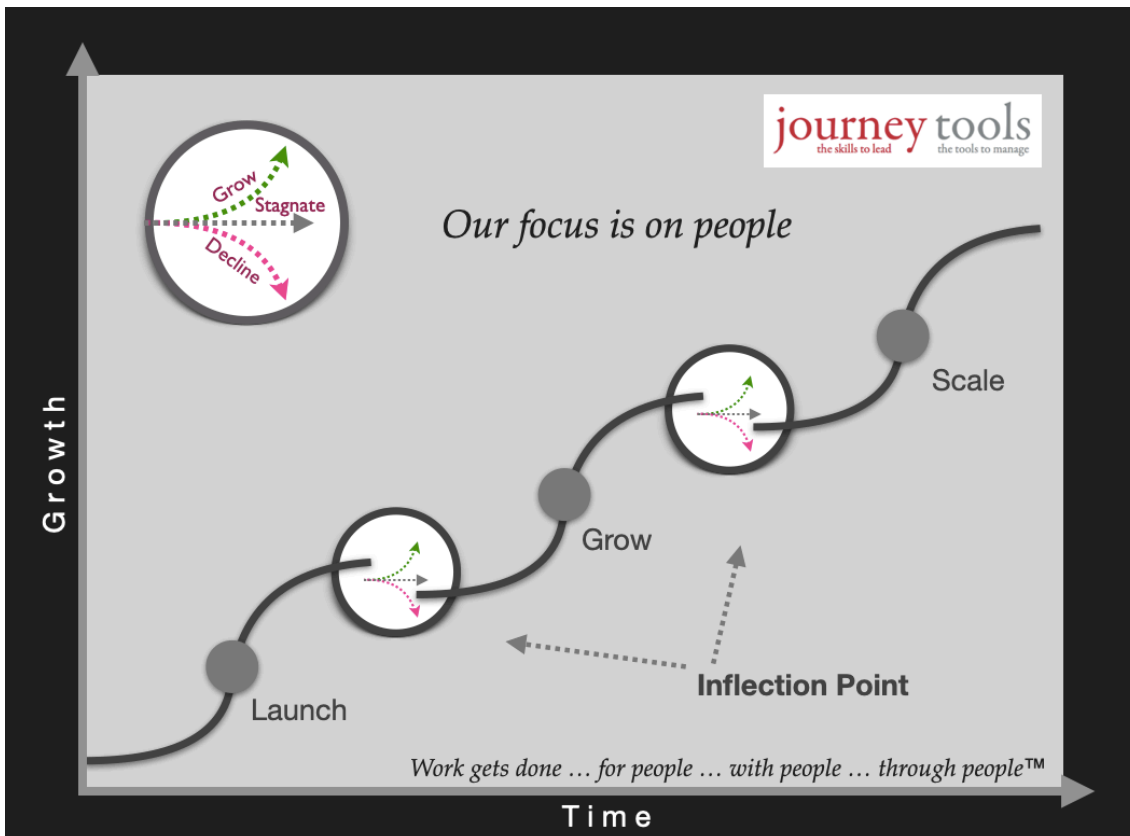 journey tools
the skills to lead the tools to manage
Grow
Stagnate
Decline
Our focus is on people
Scale
Growth
Grow
Inflection Point
Launch
Work gets done … for people … with people … through people™
Time